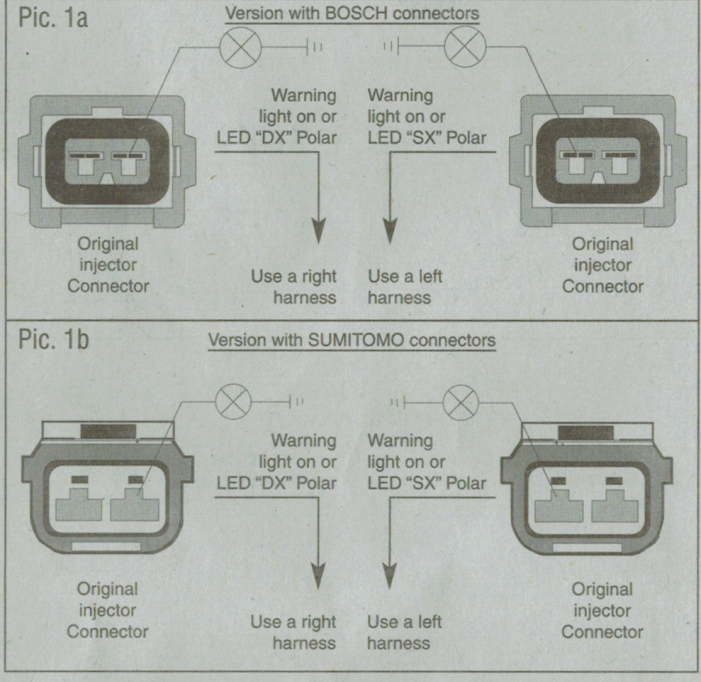 Pic. 1a
Version with BOSCH connectors
Warning
light on or
LED "DX" Polar
Warning
light on or
LED "SX" Polar
Original
injector
Connector
Use a right
harness
Use a left
harness
Original
injector
Connector
Pic. 1b
Version with SUMITOMO connectors
Warning
light on or
LED "DX" Polar
Warning
light on or
LED "SX" Polar
Original
injector
Connector
Use a right
harness
Use a left
harness
Original
injector
Connector